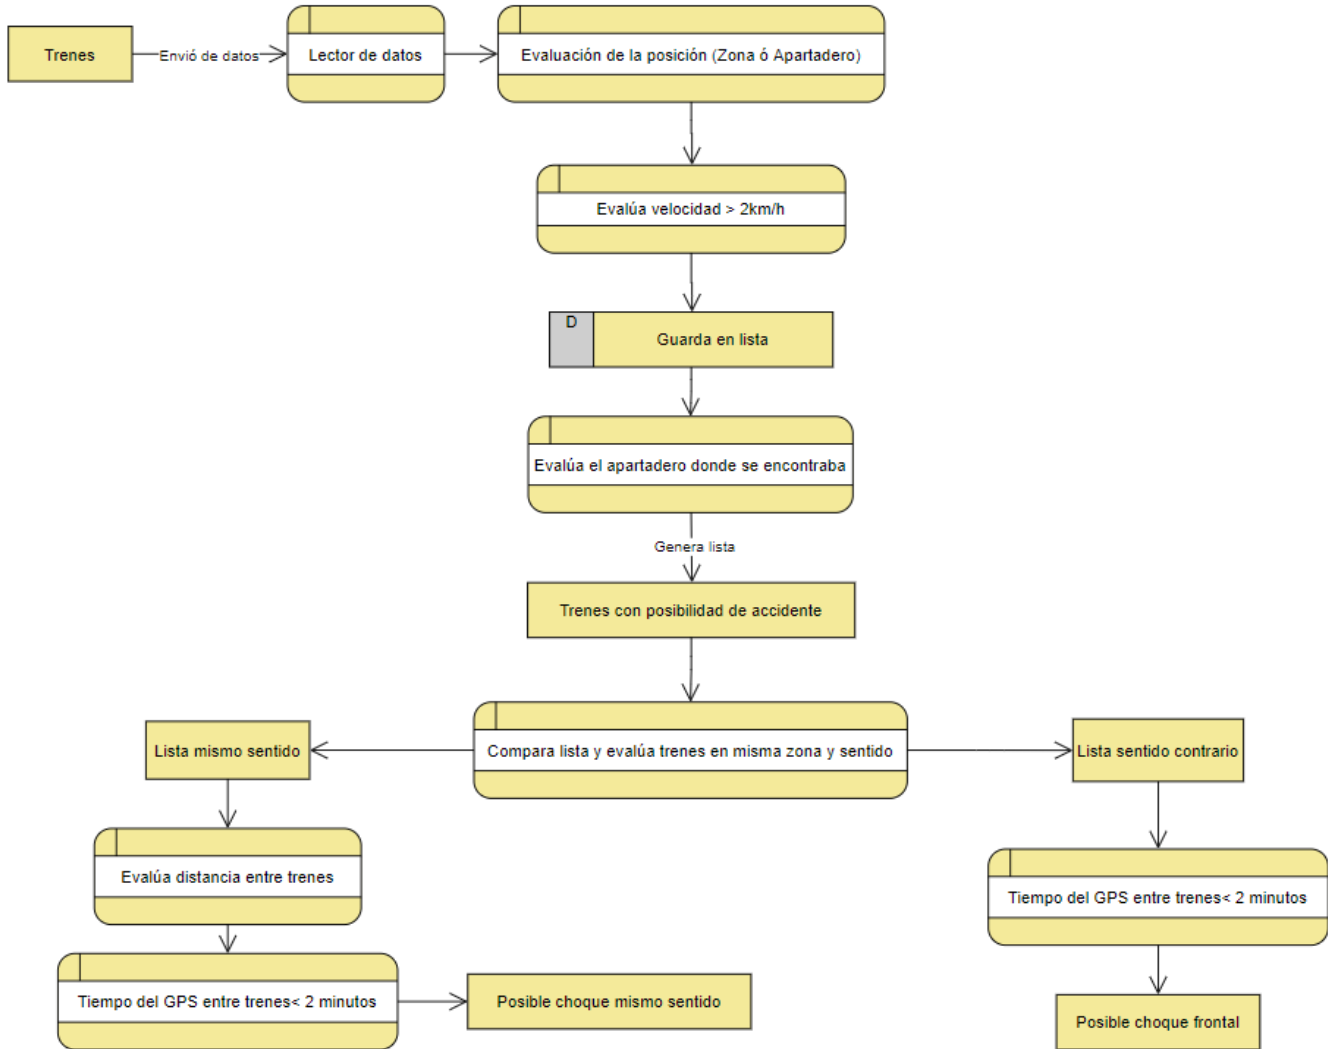 Trenes
Envió de datos
Lector de datos
Evaluación de la posición (Zona ó Apartadero)
Evalúa velocidad > 2km/h
D
Guarda en lista
Evalúa el apartadero donde se encontraba
Genera lista
Trenes con posibilidad de accidente
Compara lista y evalúa trenes en misma zona y sentido
Lista mismo sentido
Lista sentido contrario
Evalúa distancia entre trenes
Tiempo del GPS entre trenes< 2 minutos
Tiempo del GPS entre trenes< 2 minutos
Posible choque mismo sentido
Posible choque frontal